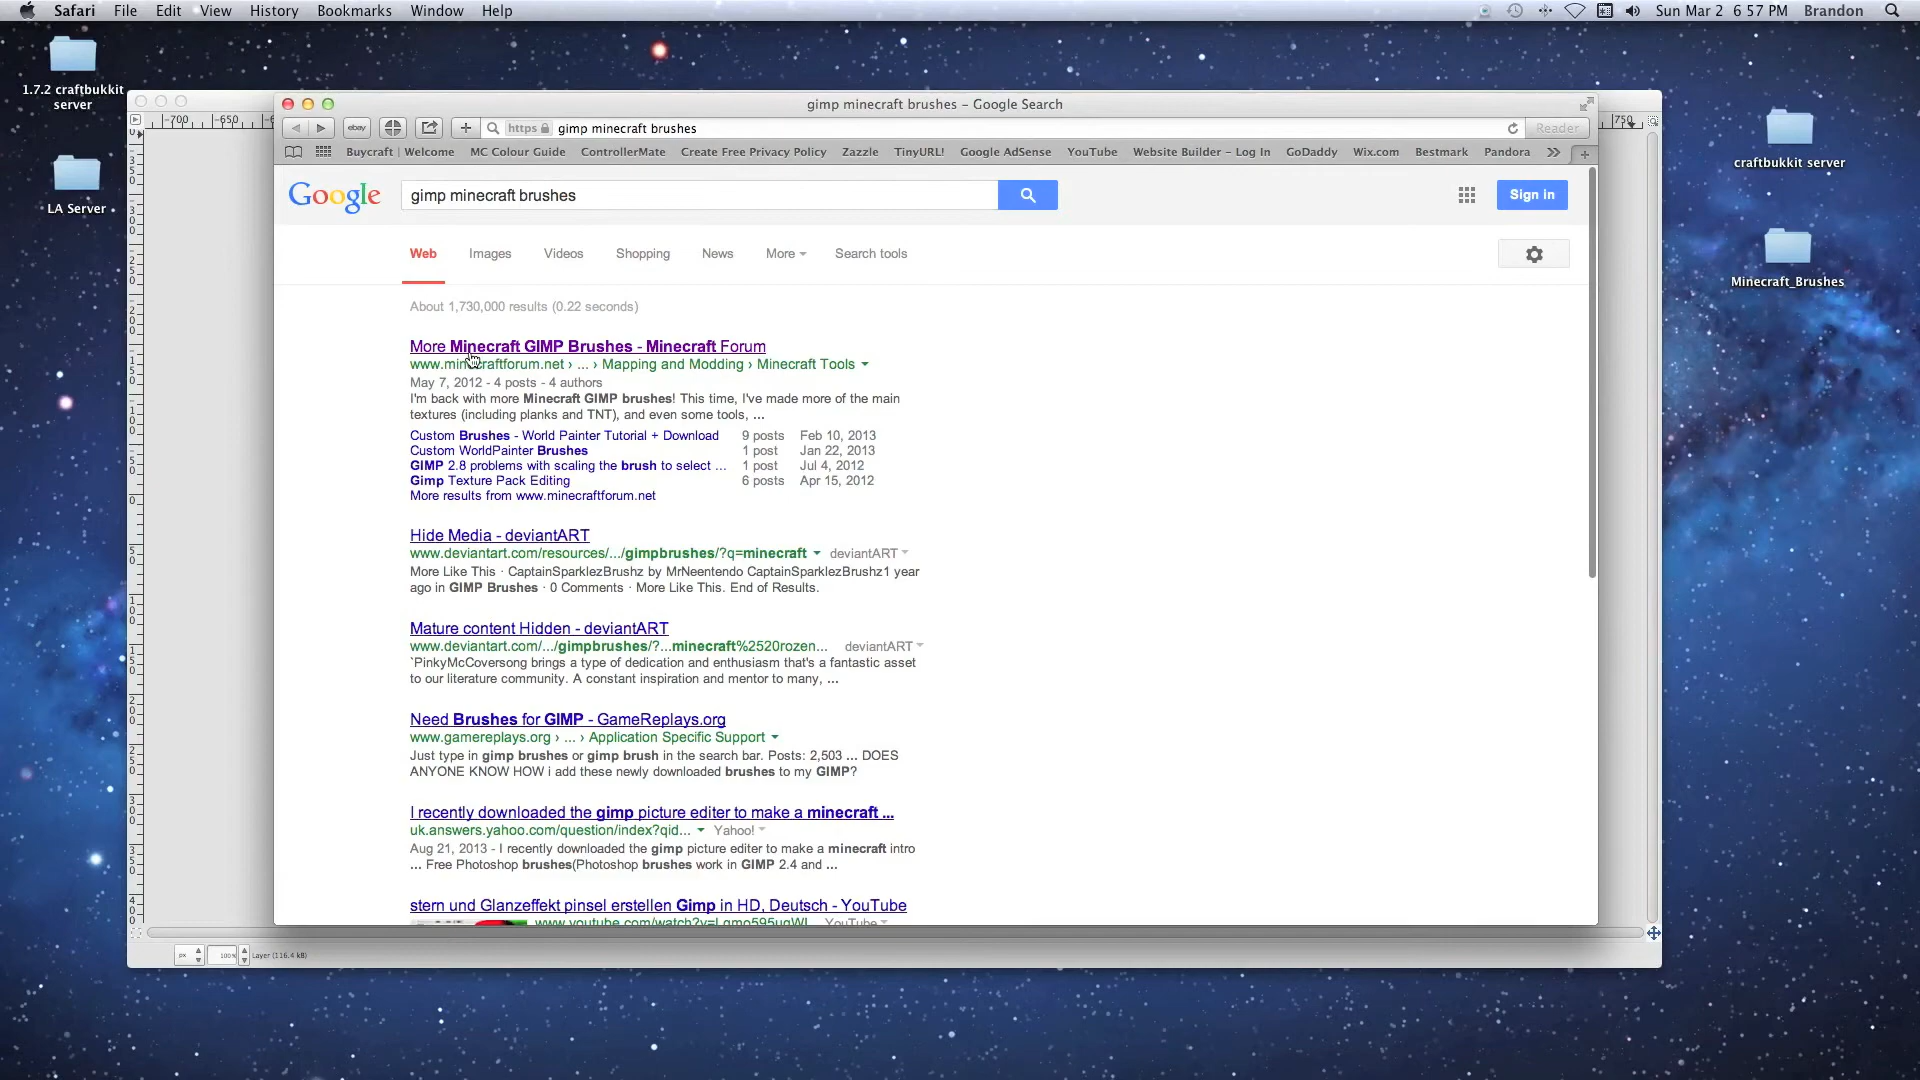 Safari File Edit View History Bookmarks Window Help Sun Mar 2 6 57 PM Brandon
1.7.2 craftbukkit
server
LA Server
craftbukkit server
Minecraft_Brushes
gimp minecraft brushes – Google Search
ebay https gimp minecraft brushes Reader
Buycraft | Welcome MC Colour Guide ControllerMate Create Free Privacy Policy Zazzle TinyURL! Google AdSense YouTube Website Builder – Log In GoDaddy Wix.com Bestmark Pandora
-700 -650 750
Google gimp minecraft brushes Sign in
Web Images Videos Shopping News More Search tools
About 1,730,000 results (0.22 seconds)
More Minecraft GIMP Brushes - Minecraft Forum
www.minecraftforum.net › ... › Mapping and Modding › Minecraft Tools
May 7, 2012 - 4 posts - 4 authors
I'm back with more Minecraft GIMP brushes! This time, I've made more of the main
textures (including planks and TNT), and even some tools, ...
Custom Brushes - World Painter Tutorial + Download 9 posts Feb 10, 2013
Custom WorldPainter Brushes 1 post Jan 22, 2013
GIMP 2.8 problems with scaling the brush to select ... 1 post Jul 4, 2012
Gimp Texture Pack Editing 6 posts Apr 15, 2012
More results from www.minecraftforum.net
Hide Media - deviantART
www.deviantart.com/resources/.../gimpbrushes/?q=minecraft deviantART
More Like This · CaptainSparklezBrushz by MrNeentendo CaptainSparklezBrushz1 year
ago in GIMP Brushes · 0 Comments · More Like This. End of Results.
Mature content Hidden - deviantART
www.deviantart.com/.../gimpbrushes/?...minecraft%2520rozen... deviantART
`PinkyMcCoversong brings a type of dedication and enthusiasm that's a fantastic asset
to our literature community. A constant inspiration and mentor to many, ...
Need Brushes for GIMP - GameReplays.org
www.gamereplays.org › ... › Application Specific Support
Just type in gimp brushes or gimp brush in the search bar. Posts: 2,503 ... DOES
ANYONE KNOW HOW i add these newly downloaded brushes to my GIMP?
I recently downloaded the gimp picture editer to make a minecraft ...
uk.answers.yahoo.com/question/index?qid... Yahoo!
Aug 21, 2013 - I recently downloaded the gimp picture editer to make a minecraft intro
... Free Photoshop brushes(Photoshop brushes work in GIMP 2.4 and ...
stern und Glanzeffekt pinsel erstellen Gimp in HD, Deutsch - YouTube
px 100% Layer (116.4 kB)